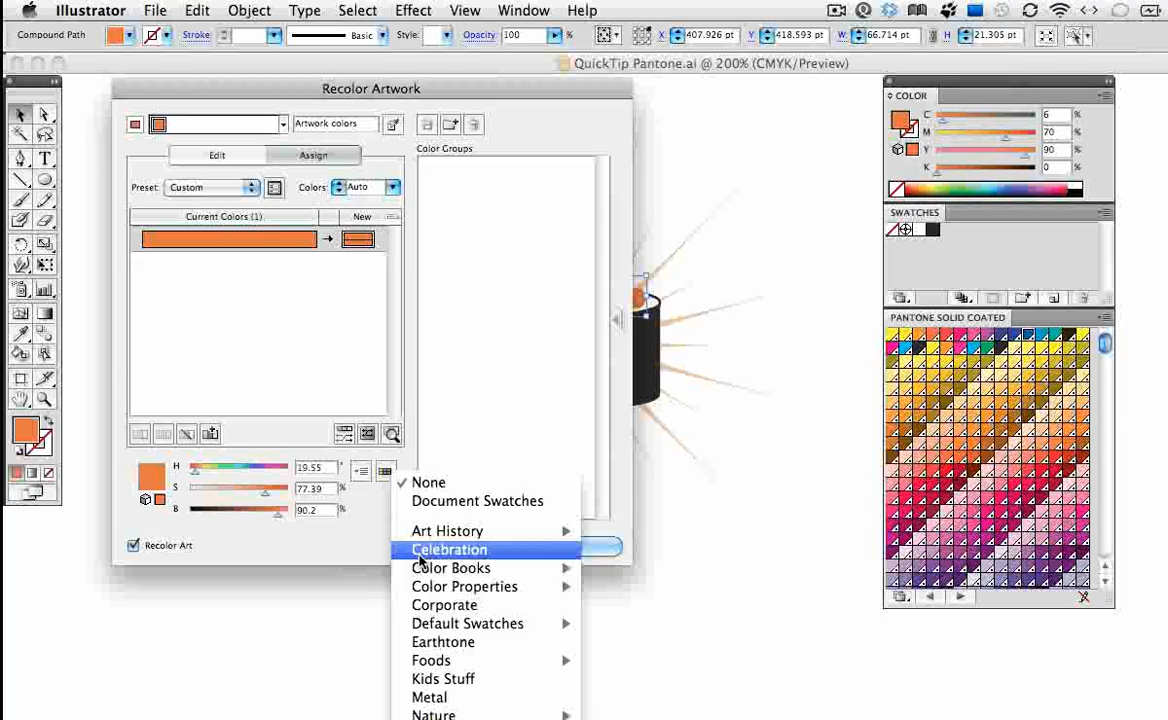 Illustrator File Edit Object Type Select Effect View Window Help
Compound Path Stroke Basic Style: Opacity: 100 % X: 407.926 pt Y: 418.593 pt W: 66.714 pt H: 21.305 pt
QuickTip Pantone.ai @ 200% (CMYK/Preview)
Recolor Artwork
Artwork colors
Color Groups
Edit Assign
Preset: Custom Colors: Auto
Current Colors (1) New
H 19.55 °
S 77.39 %
B 90.2 %
Recolor Art
None
Document Swatches
Art History
Celebration
Color Books
Color Properties
Corporate
Default Swatches
Earthtone
Foods
Kids Stuff
Metal
Nature
COLOR
C 6 %
M 70 %
Y 90 %
K 0 %
SWATCHES
PANTONE SOLID COATED